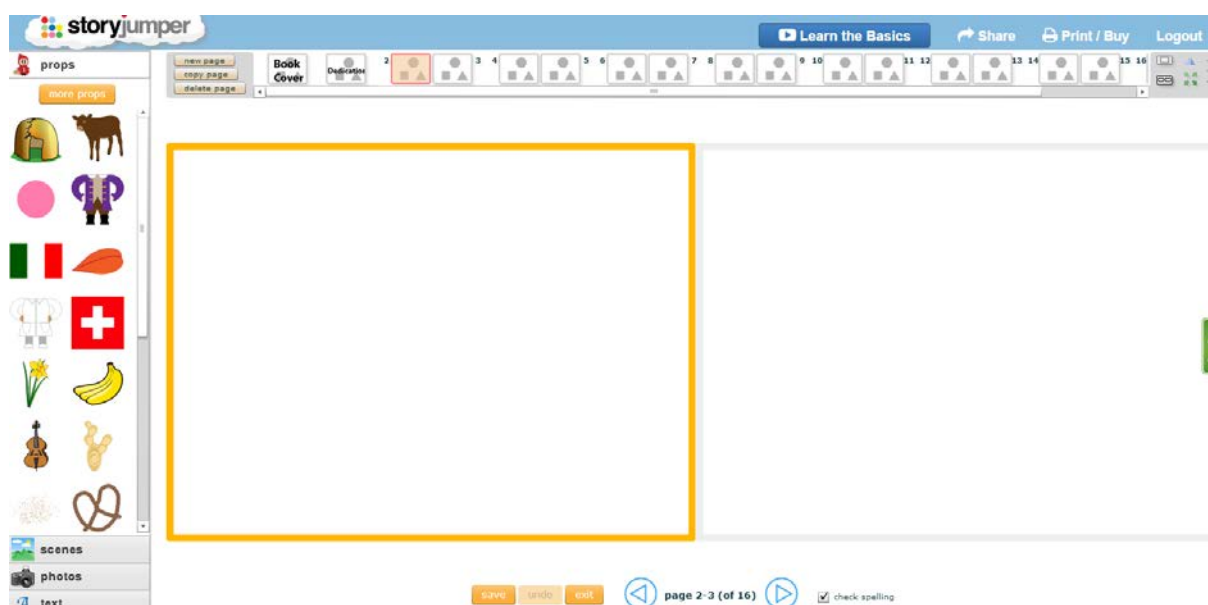 storyjumper
Learn the Basics
Share
Print / Buy
Logout
props
more props
new page
copy page
delete page
Book Cover
Dedication
2 3 4 5 6 7 8 9 10 11 12 13 14 15 16
scenes
photos
text
save
undo
exit
page 2-3 (of 16)
check spelling